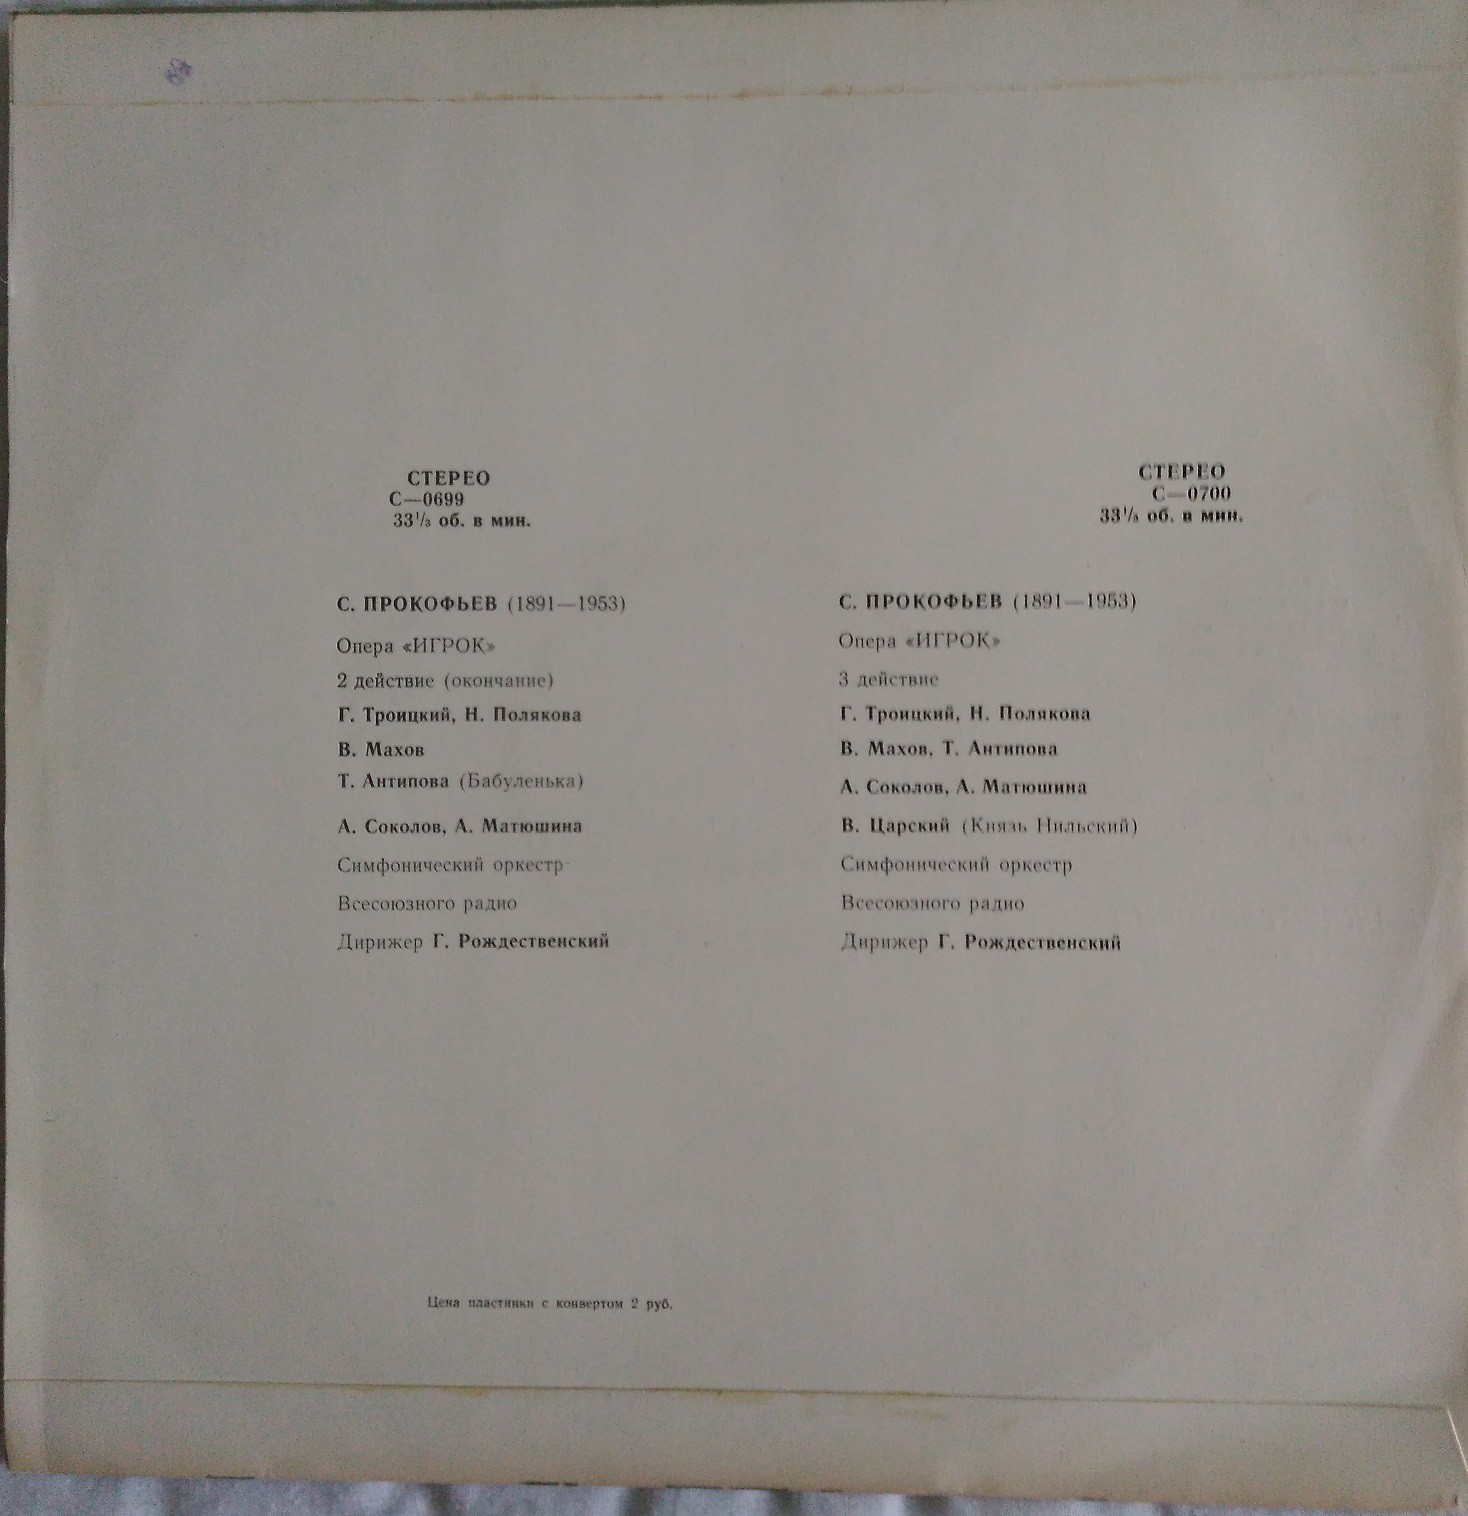 СТЕРЕО
С—0699
33¹/₃ об. в мин.
С. ПРОКОФЬЕВ (1891—1953)
Опера «ИГРОК»
2 действие (окончание)
Г. Троицкий, Н. Полякова
В. Махов
Т. Антипова (Бабуленька)
А. Соколов, А. Матюшина
Симфонический оркестр
Всесоюзного радио
Дирижер Г. Рождественский
СТЕРЕО
С—0700
33¹/₃ об. в мин.
С. ПРОКОФЬЕВ (1891—1953)
Опера «ИГРОК»
3 действие
Г. Троицкий, Н. Полякова
В. Махов, Т. Антипова
А. Соколов, А. Матюшина
В. Царский (Князь Нильский)
Симфонический оркестр
Всесоюзного радио
Дирижер Г. Рождественский
Цена пластинки с конвертом 2 руб.